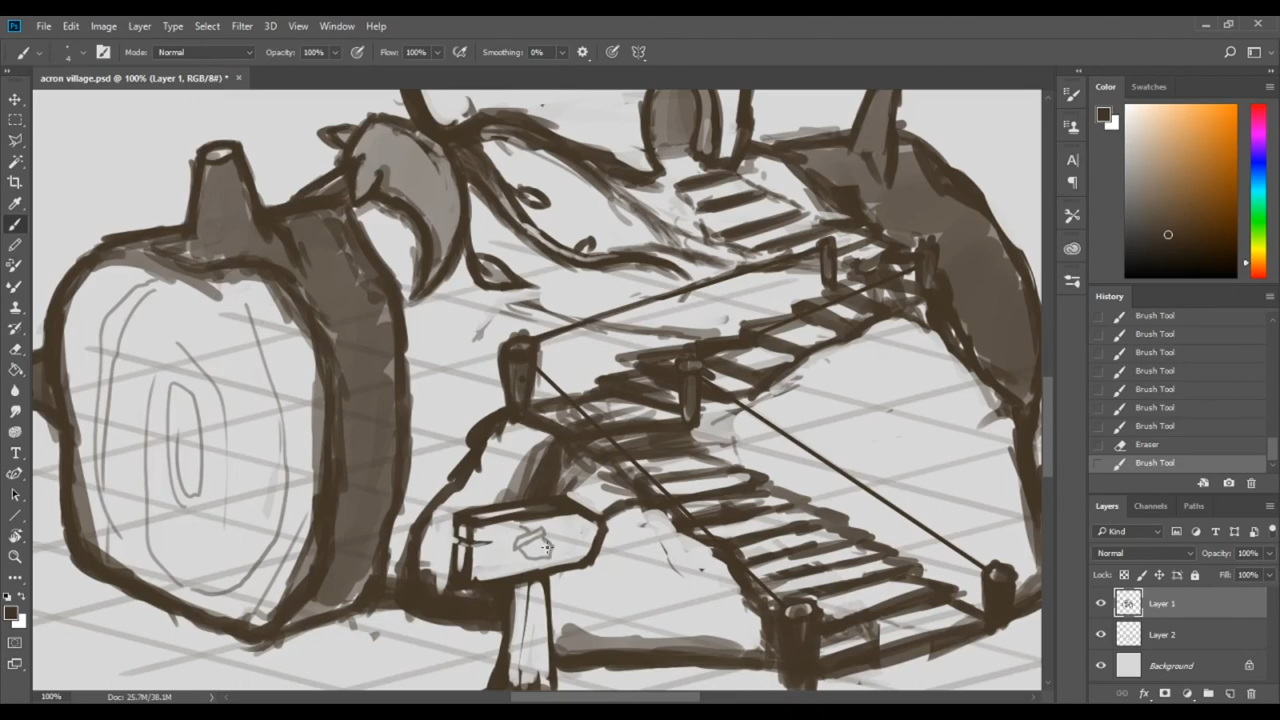 Ps File Edit Image Layer Type Select Filter 3D View Window Help
4 Mode: Normal Opacity: 100% Flow: 100% Smoothing: 0%
acron village.psd @ 100% (Layer 1, RGB/8#) *
Color Swatches
History
Brush Tool
Brush Tool
Brush Tool
Brush Tool
Brush Tool
Brush Tool
Brush Tool
Eraser
Brush Tool
Layers Channels Paths
Kind
Normal Opacity: 100%
Lock: Fill: 100%
Layer 1
Layer 2
Background
100% Doc: 25.7M/38.1M